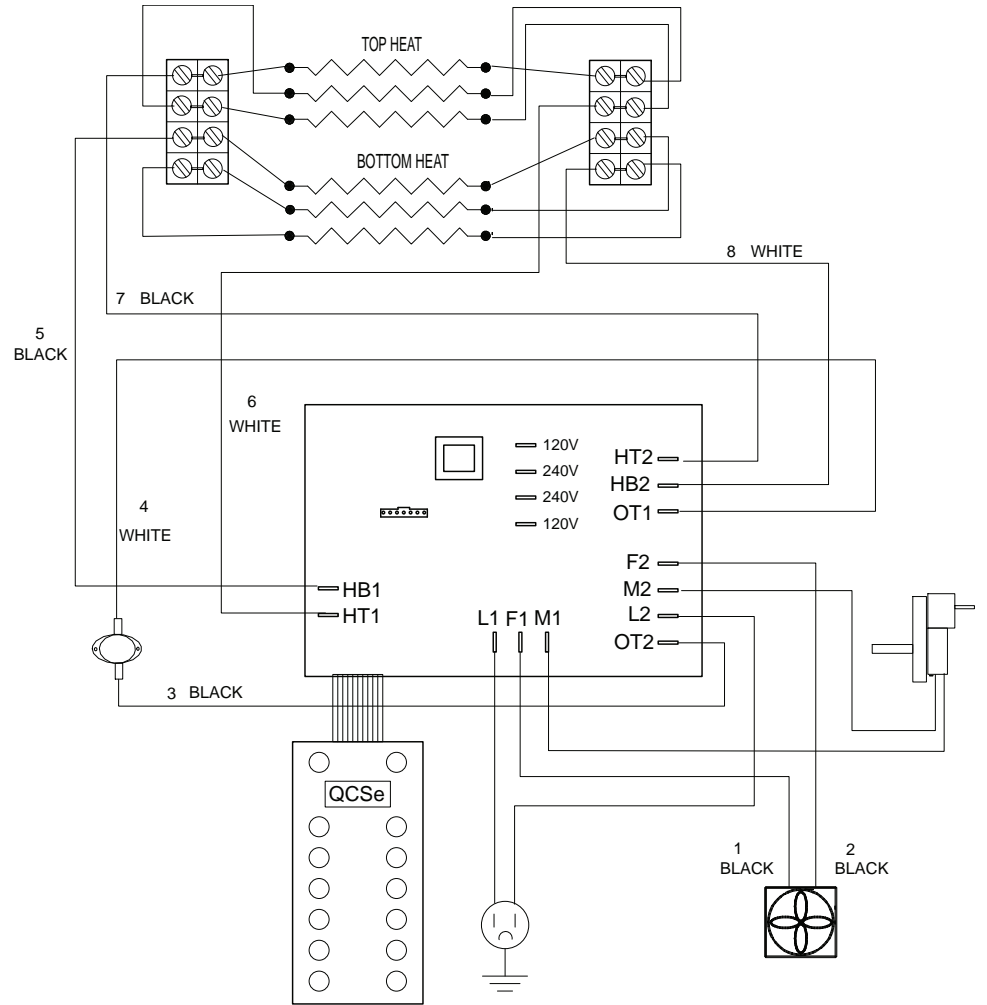 TOP HEAT
BOTTOM HEAT
8 WHITE
7 BLACK
5
BLACK
6
WHITE
4
WHITE
120V
240V
240V
120V
HT2
HB2
OT1
F2
M2
L2
OT2
HB1
HT1
L1 F1 M1
3 BLACK
QCSe
1
BLACK
2
BLACK